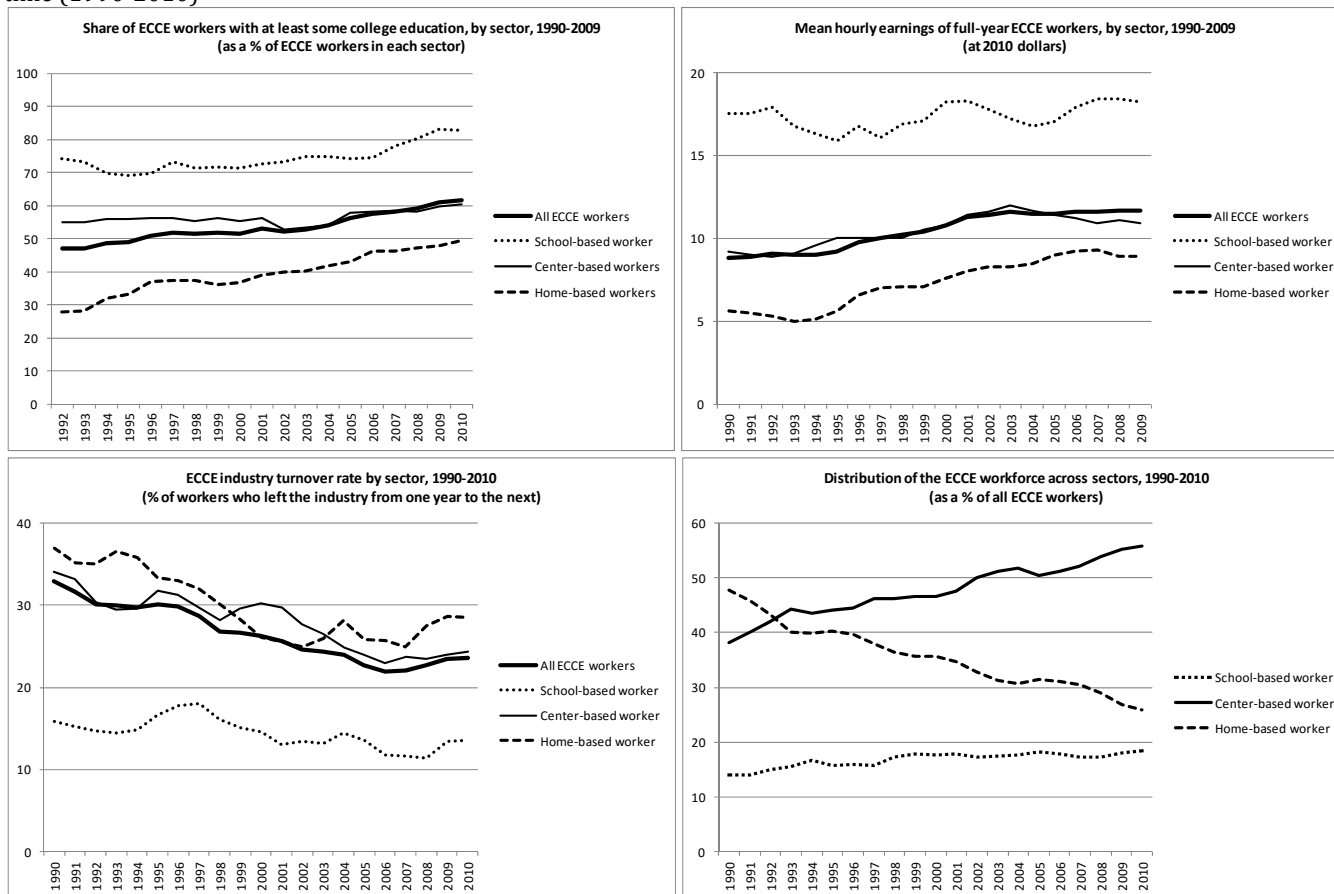 time (1990-2010)
Share of ECCE workers with at least some college education, by sector, 1990-2009
(as a % of ECCE workers in each sector)
100
90
80
70
60
50
40
30
20
10
0
1992 1993 1994 1995 1996 1997 1998 1999 2000 2001 2002 2003 2004 2005 2006 2007 2008 2009 2010
All ECCE workers
School-based worker
Center-based workers
Home-based workers
Mean hourly earnings of full-year ECCE workers, by sector, 1990-2009
(at 2010 dollars)
20
15
10
5
0
1990 1991 1992 1993 1994 1995 1996 1997 1998 1999 2000 2001 2002 2003 2004 2005 2006 2007 2008 2009
All ECCE workers
School-based worker
Center-based workers
Home-based worker
ECCE industry turnover rate by sector, 1990-2010
(% of workers who left the industry from one year to the next)
40
30
20
10
0
1990 1991 1992 1993 1994 1995 1996 1997 1998 1999 2000 2001 2002 2003 2004 2005 2006 2007 2008 2009 2010
All ECCE workers
School-based worker
Center-based worker
Home-based worker
Distribution of the ECCE workforce across sectors, 1990-2010
(as a % of all ECCE workers)
60
50
40
30
20
10
0
1990 1991 1992 1993 1994 1995 1996 1997 1998 1999 2000 2001 2002 2003 2004 2005 2006 2007 2008 2009 2010
School-based worker
Center-based worker
Home-based worker